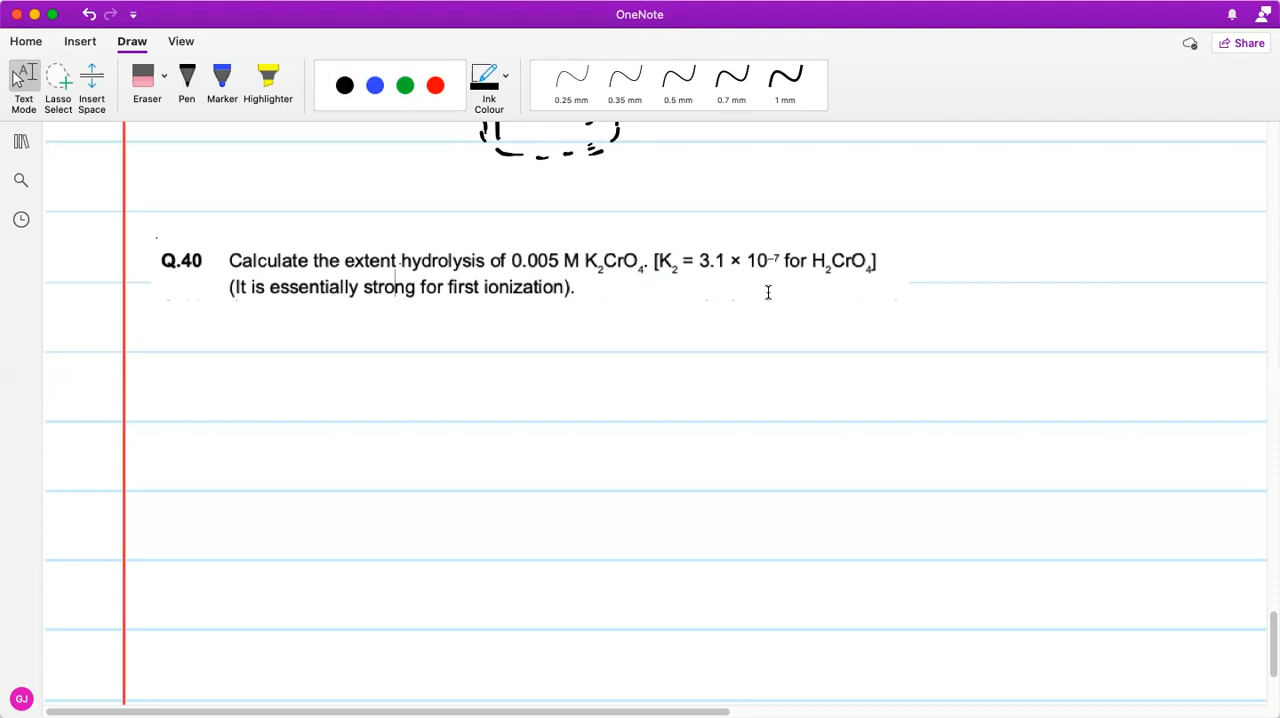 OneNote
Home Insert Draw View
Share
Text Mode
Lasso Select
Insert Space
Eraser
Pen
Marker
Highlighter
Ink Colour
0.25 mm 0.35 mm 0.5 mm 0.7 mm 1 mm
Q.40 Calculate the extent hydrolysis of 0.005 M K₂CrO₄. [K₂ = 3.1 × 10⁻⁷ for H₂CrO₄]
(It is essentially strong for first ionization).
GJ